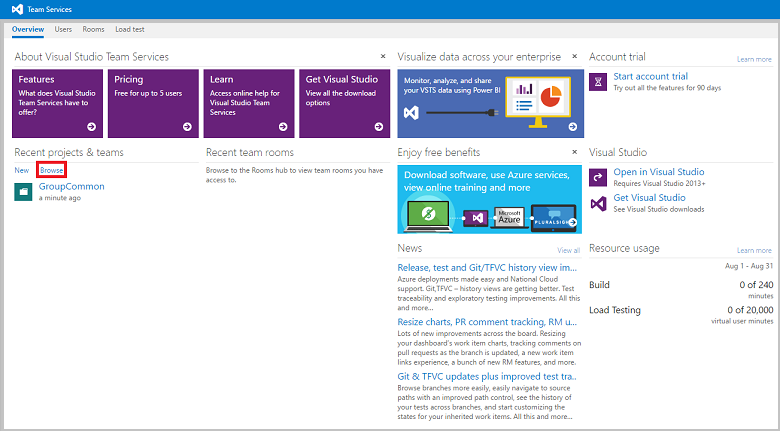 Team Services
Overview Users Rooms Load test
About Visual Studio Team Services
Features
What does Visual Studio
Team Services have to
offer?
Pricing
Free for up to 5 users
Learn
Access online help for
Visual Studio Team
Services
Get Visual Studio
View all the download
options
Visualize data across your enterprise
Monitor, analyze, and share
your VSTS data using Power BI
Account trial
Learn more
Start account trial
Try out all the features for 90 days
Recent projects & teams
New Browse
GroupCommon
a minute ago
Recent team rooms
Browse to the Rooms hub to view team rooms you have
access to.
Enjoy free benefits
Download software, use Azure services,
view online training and more
Microsoft
Azure
PLURALSIGHT
Visual Studio
Open in Visual Studio
Requires Visual Studio 2013+
Get Visual Studio
See Visual Studio downloads
News
View all
Release, test and Git/TFVC history view im...
Azure deployments made easy and National Cloud
support. Git,TFVC – history views are getting better. Test
traceability and exploratory testing improvements. All this
and more...
Resize charts, PR comment tracking, RM u...
Lots of new improvements across the board. Resizing
your dashboard's work item charts, tracking comments on
pull requests as the branch is updated, a new work item
links experience, a bunch of new RM features, and more.
Git & TFVC updates plus improved test tra..
Browse branches more easily, easily navigate to source
paths with an improved path control, see the history of
your tests across branches, and start customizing the
states for your inherited work items. All this and more...
Resource usage
Learn more
Aug 1 - Aug 31
Build
0 of 240
minutes
Load Testing
0 of 20,000
virtual user minutes